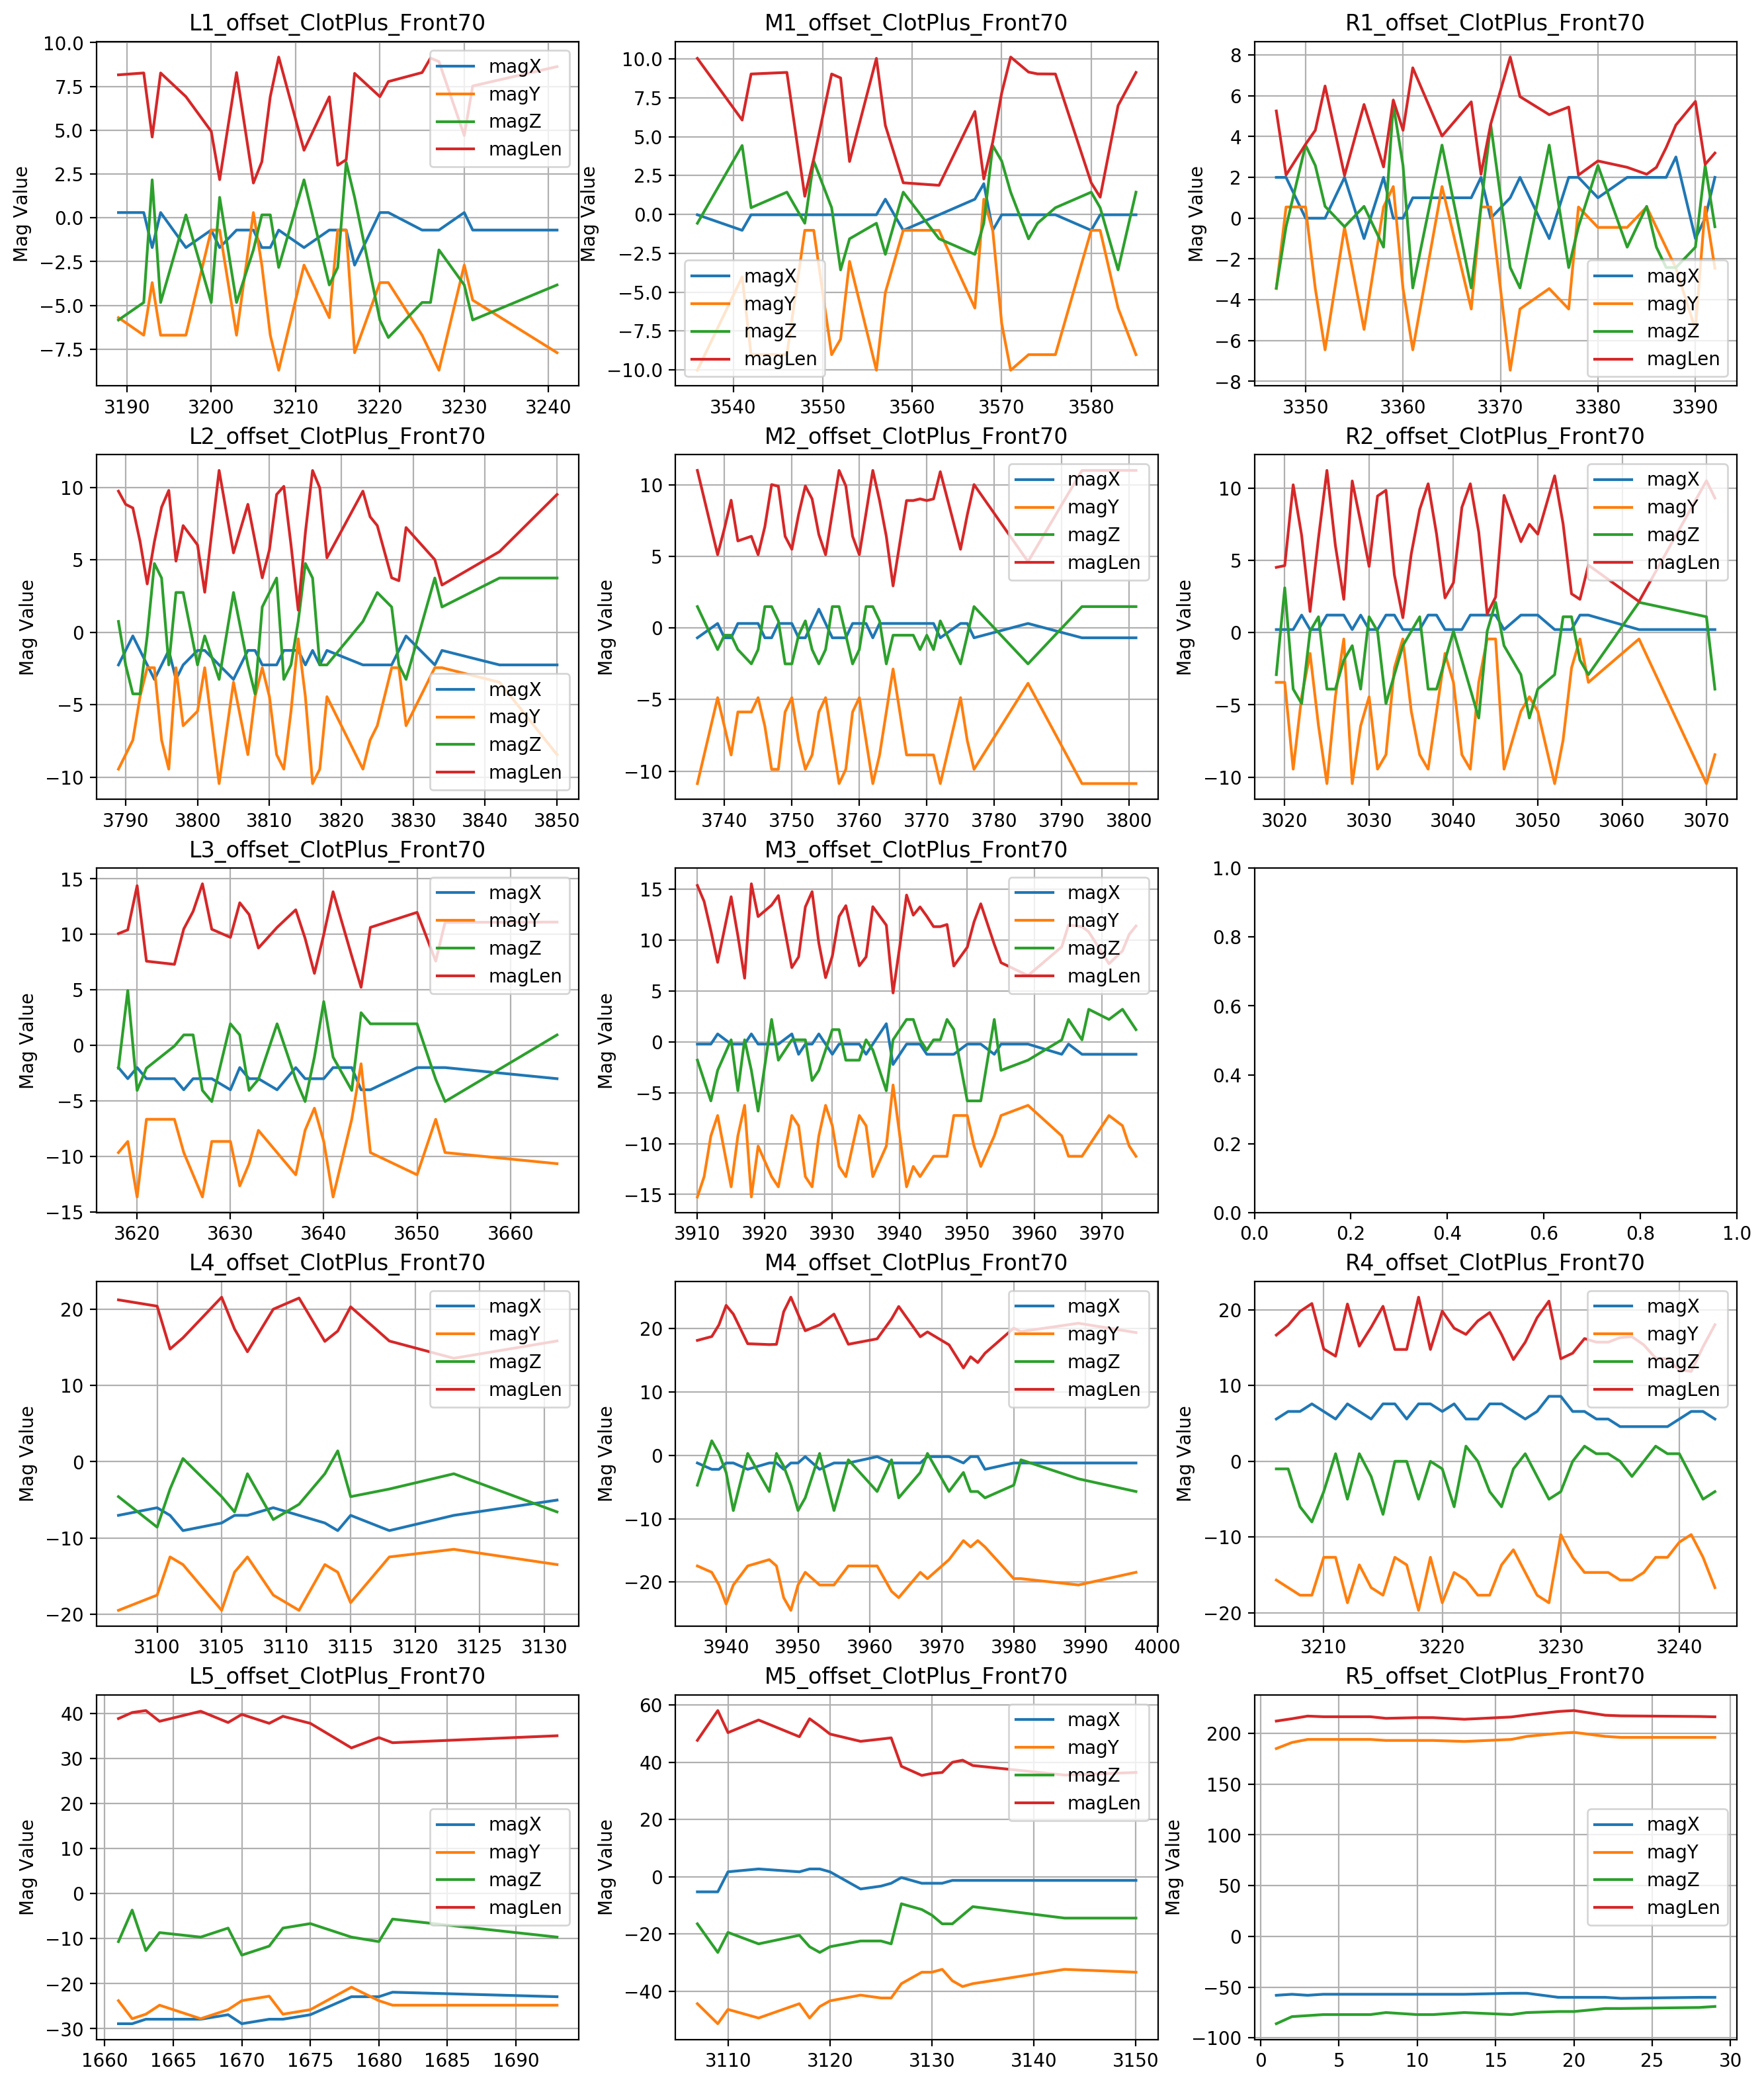 L1_offset_ClotPlus_Front70
Mag Value
10.0
7.5
5.0
2.5
0.0
−2.5
−5.0
−7.5
magX
magY
magZ
magLen
3190 3200 3210 3220 3230 3240
M1_offset_ClotPlus_Front70
Mag Value
10.0
7.5
5.0
2.5
0.0
−2.5
−5.0
−7.5
−10.0
magX
magY
magZ
magLen
3540 3550 3560 3570 3580
R1_offset_ClotPlus_Front70
Mag Value
8
6
4
2
0
−2
−4
−6
−8
magX
magY
magZ
magLen
3350 3360 3370 3380 3390
L2_offset_ClotPlus_Front70
Mag Value
10
5
0
−5
−10
magX
magY
magZ
magLen
3790 3800 3810 3820 3830 3840 3850
M2_offset_ClotPlus_Front70
Mag Value
10
5
0
−5
−10
magX
magY
magZ
magLen
3740 3750 3760 3770 3780 3790 3800
R2_offset_ClotPlus_Front70
Mag Value
10
5
0
−5
−10
magX
magY
magZ
magLen
3020 3030 3040 3050 3060 3070
L3_offset_ClotPlus_Front70
Mag Value
15
10
5
0
−5
−10
−15
magX
magY
magZ
magLen
3620 3630 3640 3650 3660
M3_offset_ClotPlus_Front70
Mag Value
15
10
5
0
−5
−10
−15
magX
magY
magZ
magLen
3910 3920 3930 3940 3950 3960 3970
1.0
0.8
0.6
0.4
0.2
0.0
0.0 0.2 0.4 0.6 0.8 1.0
L4_offset_ClotPlus_Front70
Mag Value
20
10
0
−10
−20
magX
magY
magZ
magLen
3100 3105 3110 3115 3120 3125 3130
M4_offset_ClotPlus_Front70
Mag Value
20
10
0
−10
−20
magX
magY
magZ
magLen
3940 3950 3960 3970 3980 3990 4000
R4_offset_ClotPlus_Front70
Mag Value
20
10
0
−10
−20
magX
magY
magZ
magLen
3210 3220 3230 3240
L5_offset_ClotPlus_Front70
Mag Value
40
30
20
10
0
−10
−20
−30
magX
magY
magZ
magLen
1660 1665 1670 1675 1680 1685 1690
M5_offset_ClotPlus_Front70
Mag Value
60
40
20
0
−20
−40
magX
magY
magZ
magLen
3110 3120 3130 3140 3150
R5_offset_ClotPlus_Front70
Mag Value
200
150
100
50
0
−50
−100
magX
magY
magZ
magLen
0 5 10 15 20 25 30